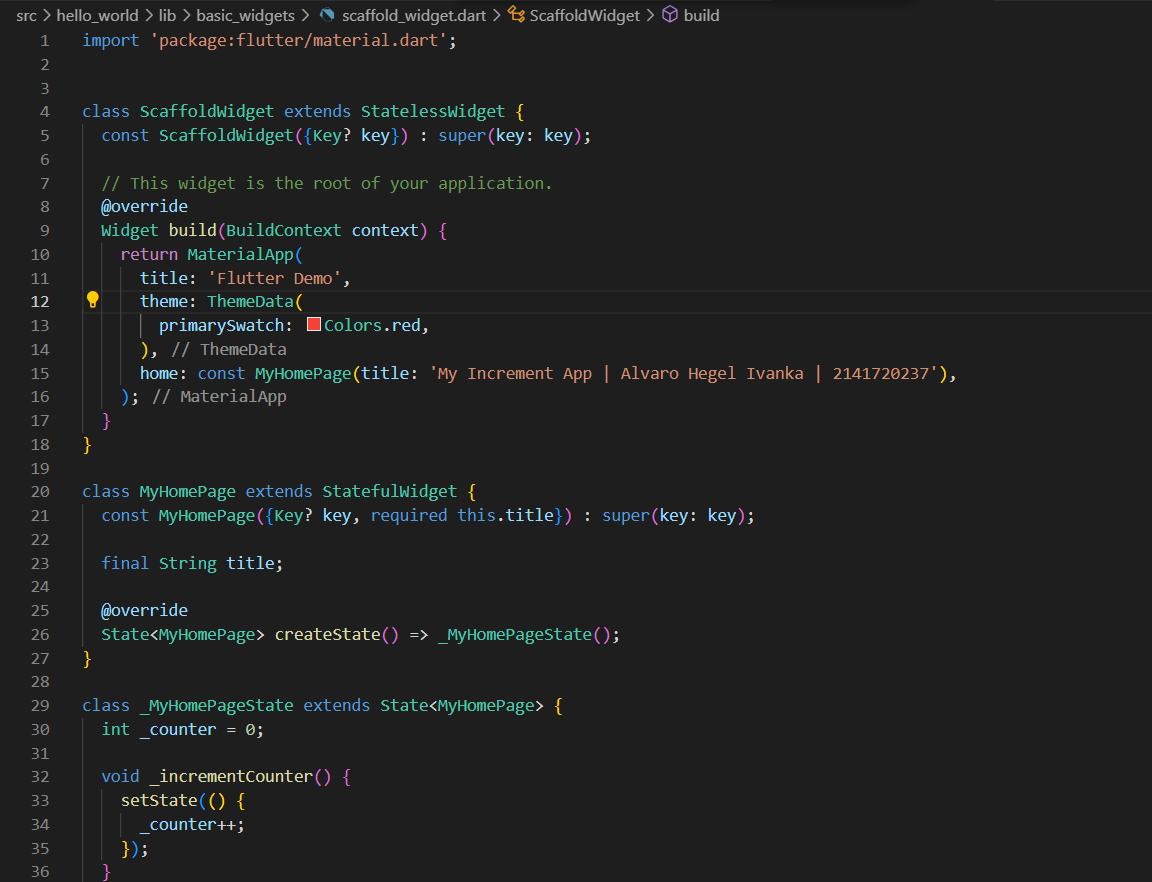 src > hello_world > lib > basic_widgets > scaffold_widget.dart > ScaffoldWidget > build
1 import 'package:flutter/material.dart';
2
3
4 class ScaffoldWidget extends StatelessWidget {
5 const ScaffoldWidget({Key? key}) : super(key: key);
6
7 // This widget is the root of your application.
8 @override
9 Widget build(BuildContext context) {
10 return MaterialApp(
11 title: 'Flutter Demo',
12 theme: ThemeData(
13 primarySwatch: Colors.red,
14 ), // ThemeData
15 home: const MyHomePage(title: 'My Increment App | Alvaro Hegel Ivanka | 2141720237'),
16 ); // MaterialApp
17 }
18 }
19
20 class MyHomePage extends StatefulWidget {
21 const MyHomePage({Key? key, required this.title}) : super(key: key);
22
23 final String title;
24
25 @override
26 State<MyHomePage> createState() => _MyHomePageState();
27 }
28
29 class _MyHomePageState extends State<MyHomePage> {
30 int _counter = 0;
31
32 void _incrementCounter() {
33 setState(() {
34 _counter++;
35 });
36 }